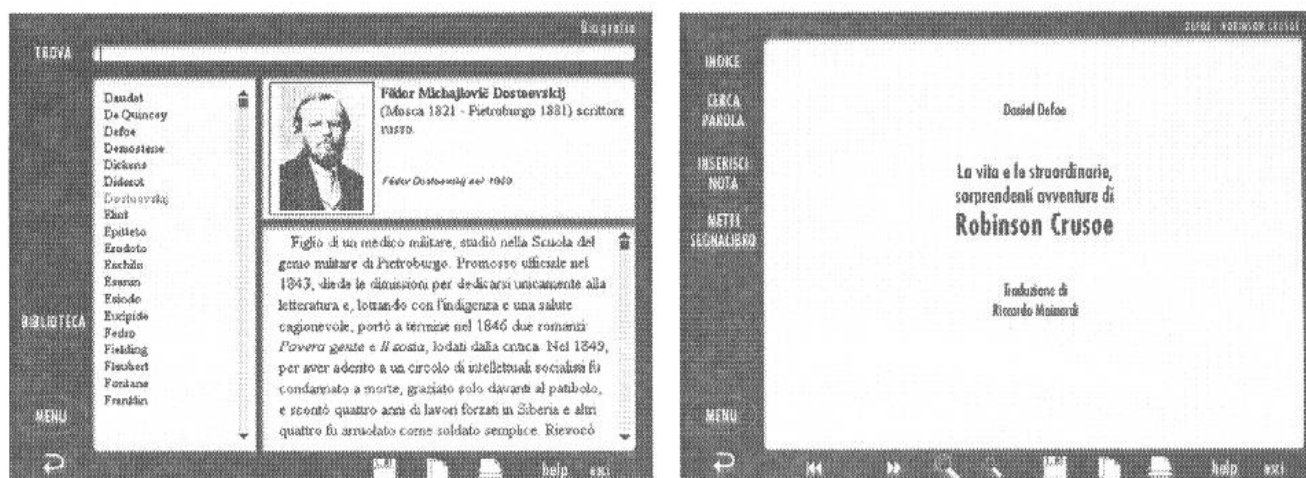 Biografia
TROVA
Daudet
De Quincey
Defoe
Demostene
Dickens
Diderot
Dostoevskij
Eliot
Epitteto
Erodoto
Eschilo
Esiodo
Euripide
Fedro
Fielding
Flaubert
Fontane
Franklin
BIBLIOTECA
MENU
Fëdor Michajlovič Dostoevskij
(Mosca 1821 - Pietroburgo 1881) scrittore
russo.
Fëdor Dostoevskij nel
Figlio di un medico militare, studiò nella Scuola del
genio militare di Pietroburgo. Promosso ufficiale nel
1843, diede le dimissioni per dedicarsi unicamente alla
letteratura e, lottando con l'indigenza e una salute
cagionevole, portò a termine nel 1846 due romanzi
Povera gente e Il sosia, lodati dalla critica. Nel 1849,
per aver aderito a un circolo di intellettuali socialisti fu
condannato a morte, graziato solo davanti al patibolo,
e scontò quattro anni di lavori forzati in Siberia e altri
quattro fu arruolato come soldato semplice. Rievocò
help esci
DEFOE ROBINSON CRUSOE
INDICE
CERCA
PAROLA
INSERISCI
NOTA
METTI
SEGNALIBRO
MENU
Daniel Defoe
La vita e le straordinarie,
sorprendenti avventure di
Robinson Crusoe
Traduzione di
Riccardo Mainardi
help esci